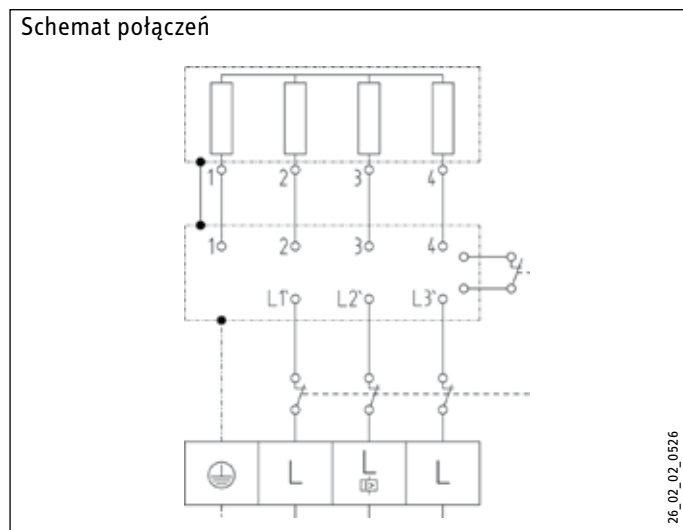 Schemat połączeń
1 2 3 4
1 2 3 4
L1` L2` L3`
L L L
26_02_02_0526